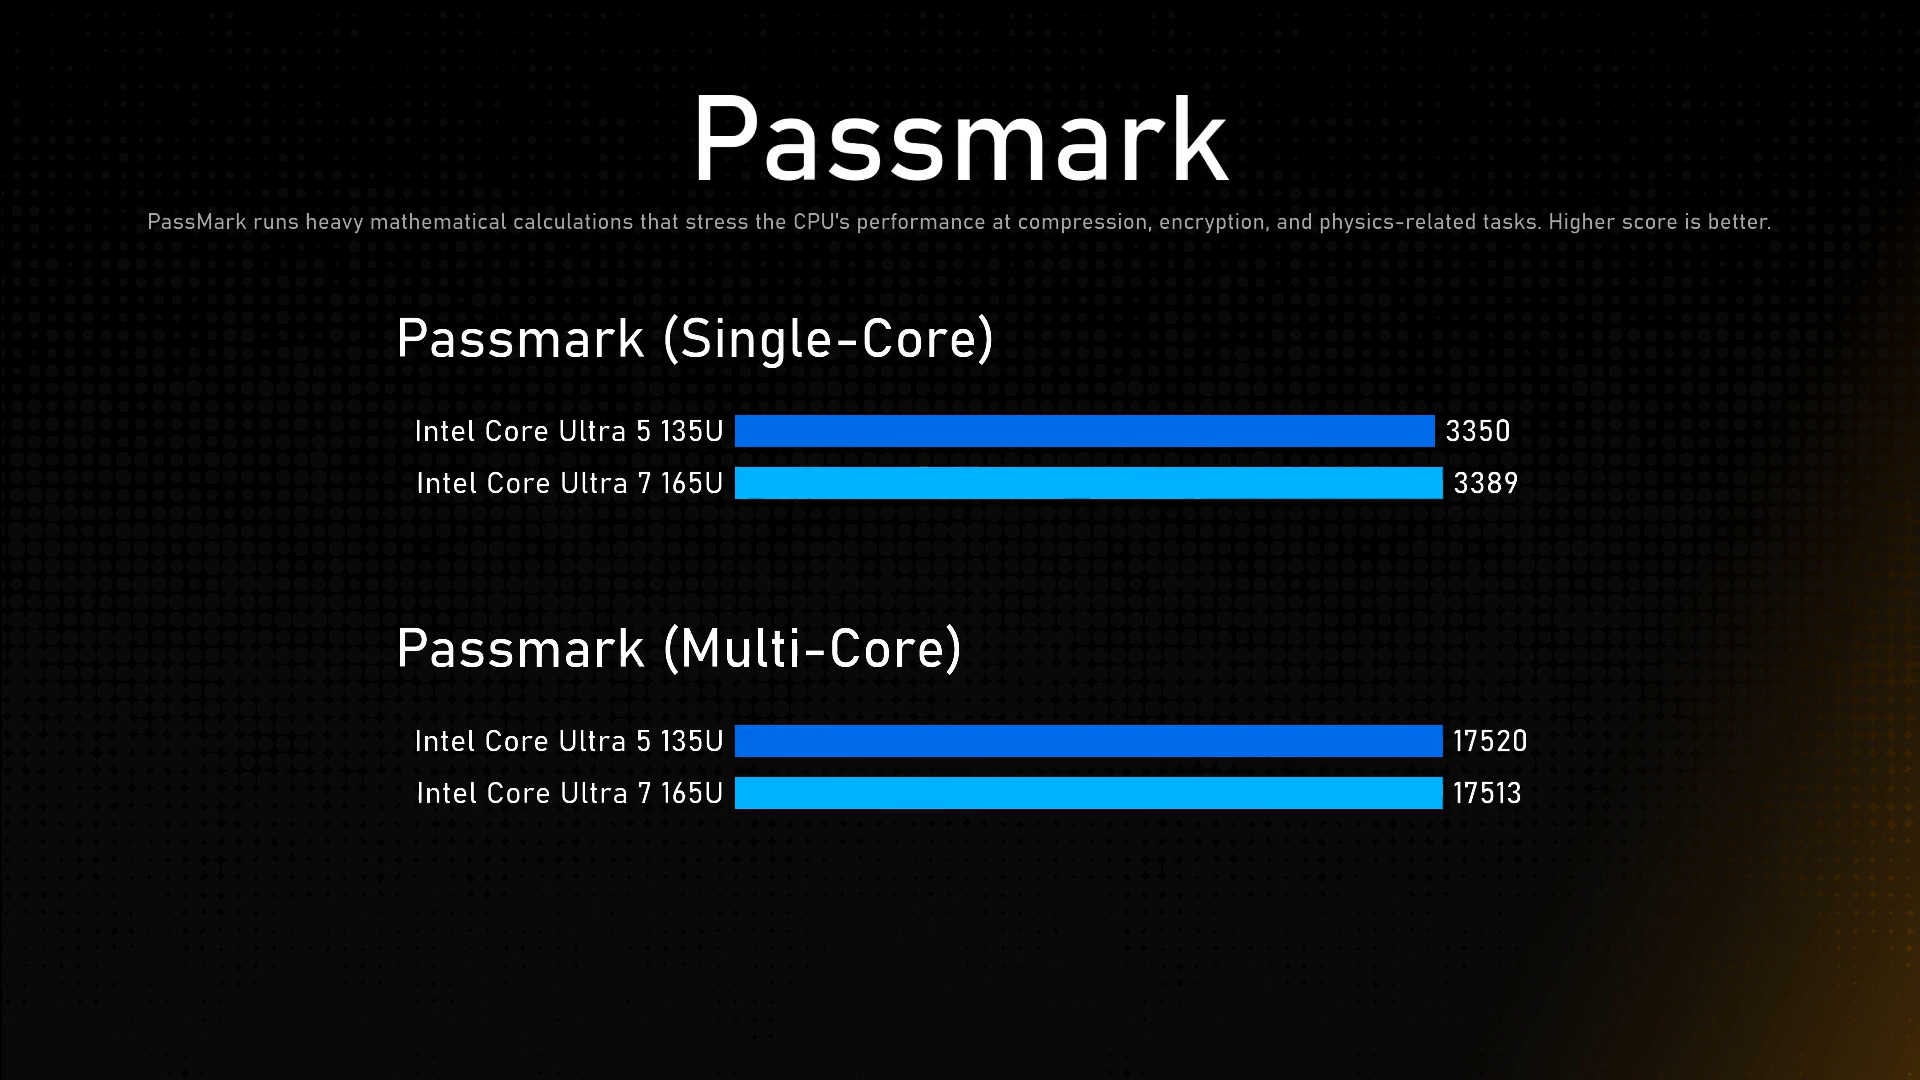 Passmark
PassMark runs heavy mathematical calculations that stress the CPU's performance at compression, encryption, and physics-related tasks. Higher score is better.
Passmark (Single-Core)
Intel Core Ultra 5 135U 3350
Intel Core Ultra 7 165U 3389
Passmark (Multi-Core)
Intel Core Ultra 5 135U 17520
Intel Core Ultra 7 165U 17513